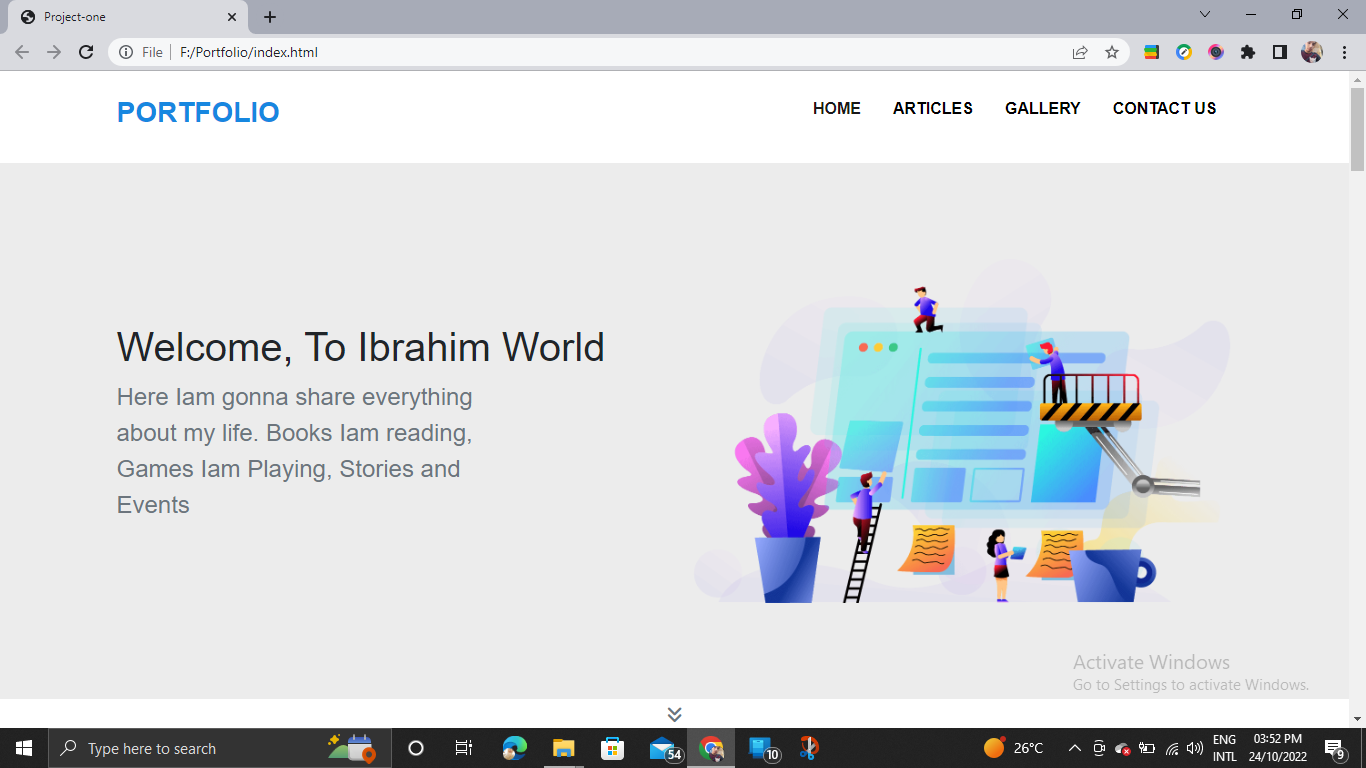 Project-one
File F:/Portfolio/index.html
PORTFOLIO
HOME ARTICLES GALLERY CONTACT US
Welcome, To Ibrahim World
Here Iam gonna share everything
about my life. Books Iam reading,
Games Iam Playing, Stories and
Events
Activate Windows
Go to Settings to activate Windows.
Type here to search
54
10
26°C
ENG
INTL
03:52 PM
24/10/2022
9